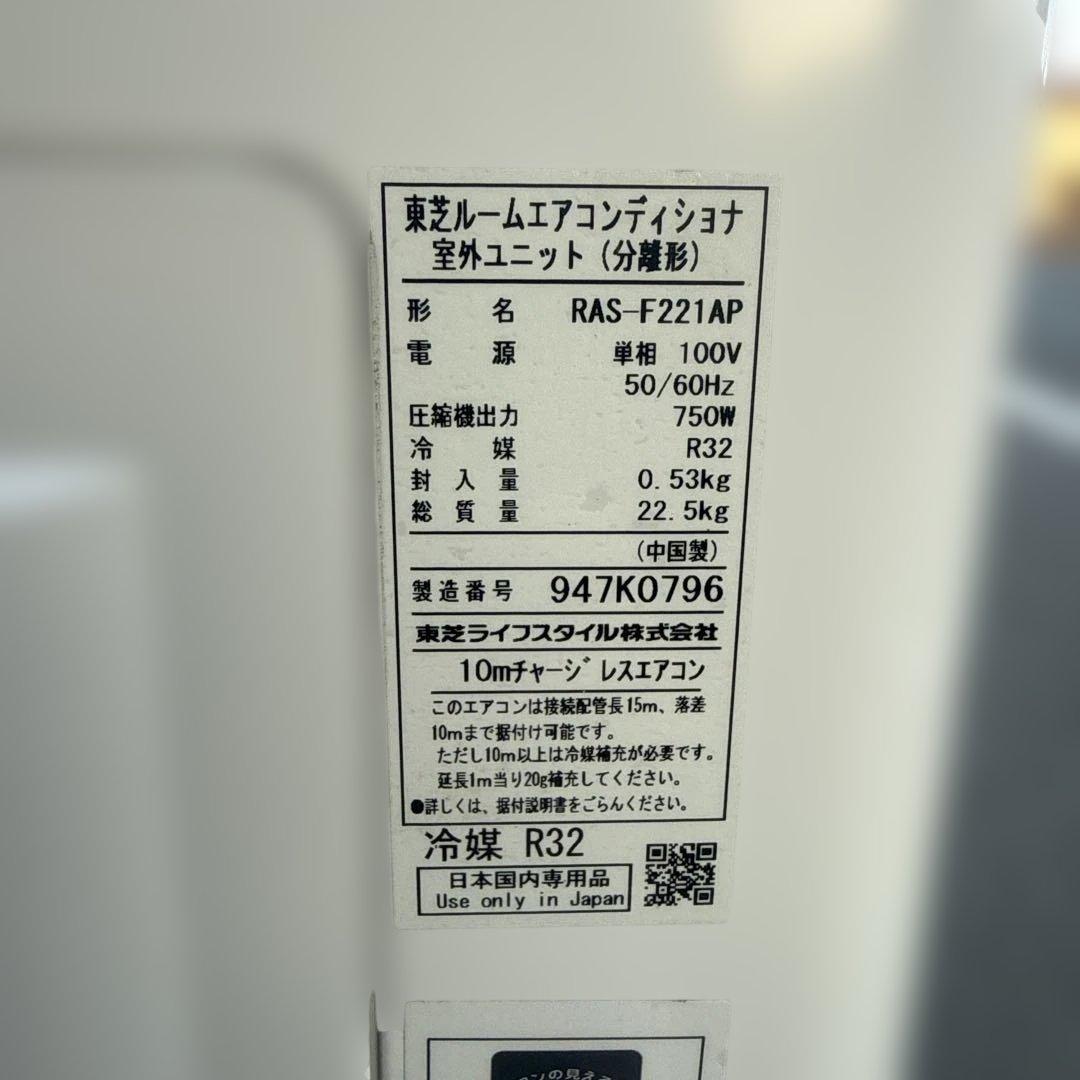 東芝ルームエアコンディショナ
室外ユニット（分離形）
形名 RAS-F221AP
電源 単相 100V
50/60Hz
圧縮機出力 750W
冷媒 R32
封入量 0.53kg
総質量 22.5kg
（中国製）
製造番号 947K0796
東芝ライフスタイル株式会社
10mチャージレスエアコン
このエアコンは接続配管長15m、落差
10mまで据付け可能です。
ただし10m以上は冷媒補充が必要です。
延長1m当り20g補充してください。
●詳しくは、据付説明書をごらんください。
冷媒 R32
日本国内専用品
Use only in Japan
ンの見え